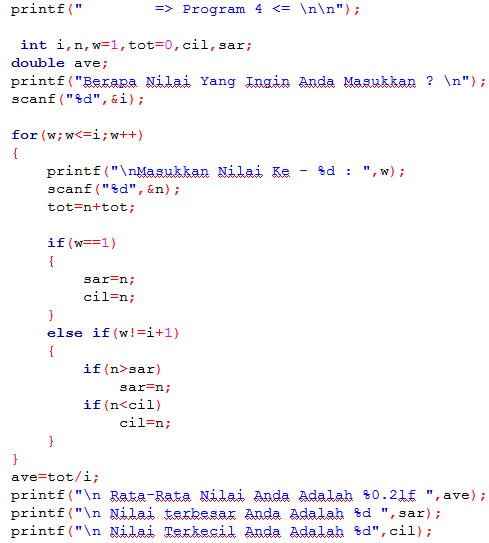 printf("         => Program 4 <= \n\n");
int i,n,w=1,tot=0,cil,sar;
double ave;
printf("Berapa Nilai Yang Ingin Anda Masukkan ? \n");
scanf("%d",&i);
for(w;w<=i;w++)
{
    printf("\nMasukkan Nilai Ke - %d : ",w);
    scanf("%d",&n);
    tot=n+tot;
    if(w==1)
    {
        sar=n;
        cil=n;
    }
    else if(w!=i+1)
    {
        if(n>sar)
            sar=n;
        if(n<cil)
            cil=n;
    }
}
ave=tot/i;
printf("\n Rata-Rata Nilai Anda Adalah %0.2lf ",ave);
printf("\n Nilai terbesar Anda Adalah %d ",sar);
printf("\n Nilai Terkecil Anda Adalah %d",cil);